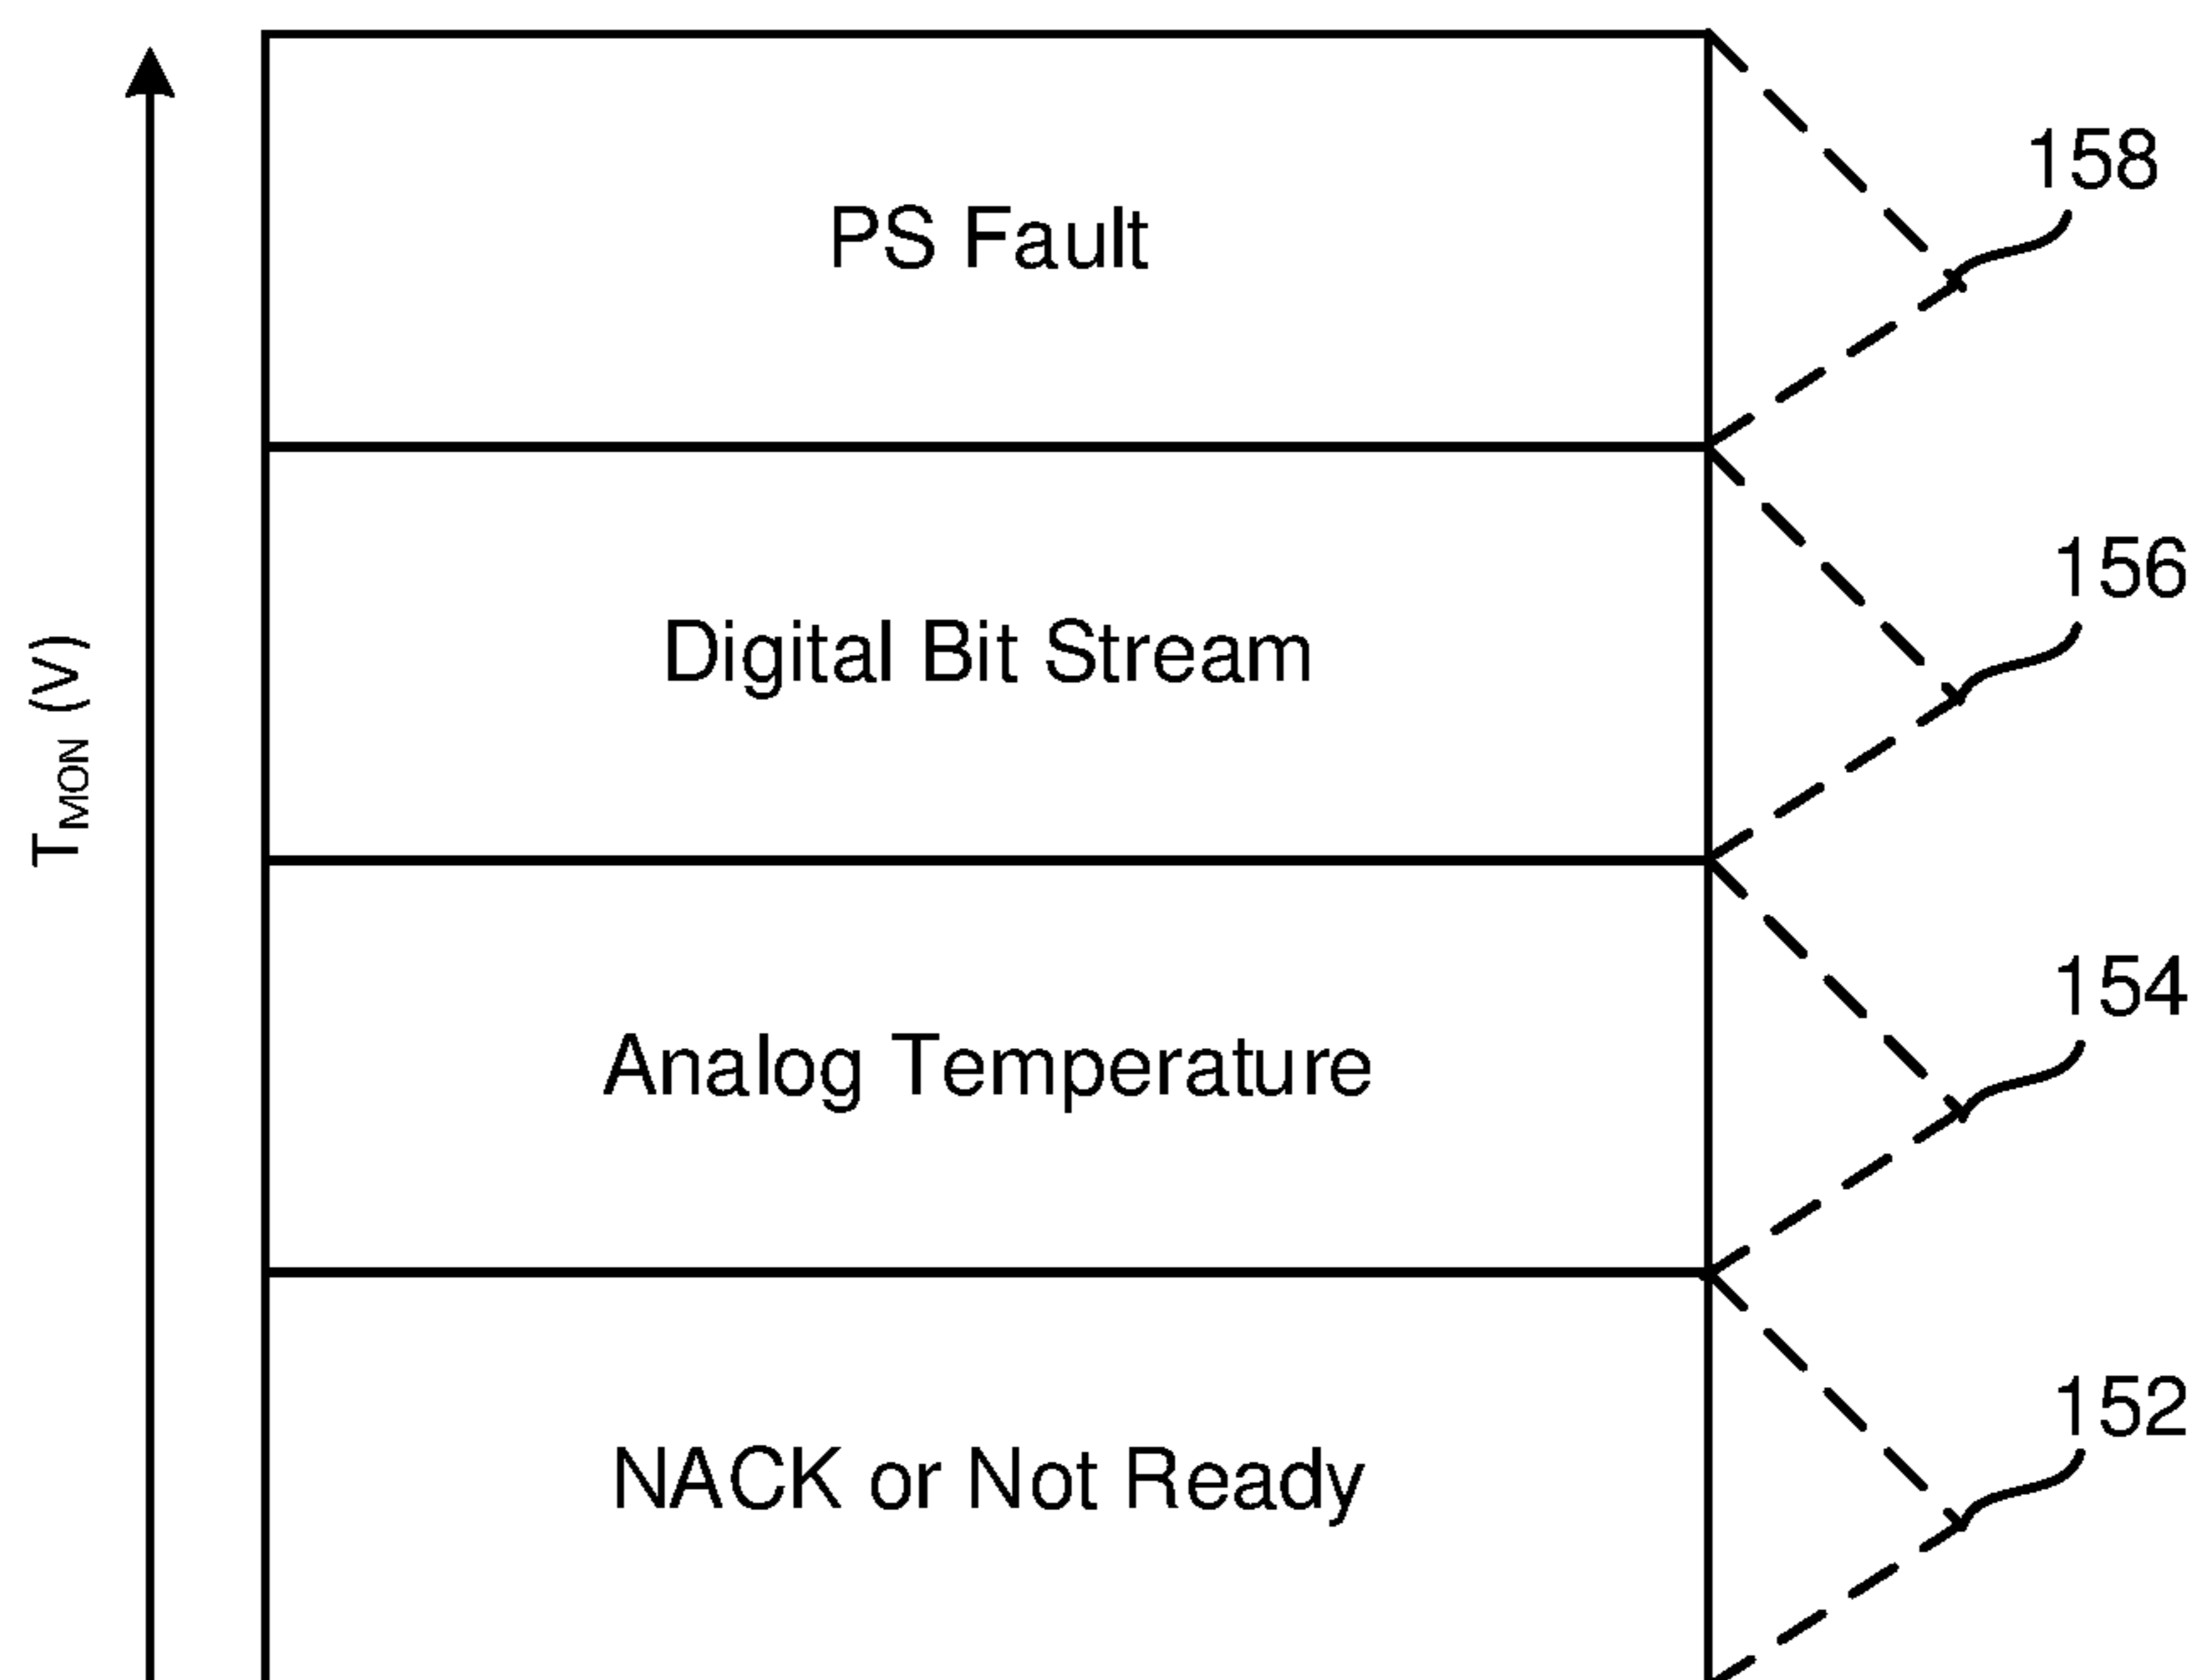 158
PS Fault
156
Digital Bit Stream
TMON (V)
154
Analog Temperature
152
NACK or Not Ready